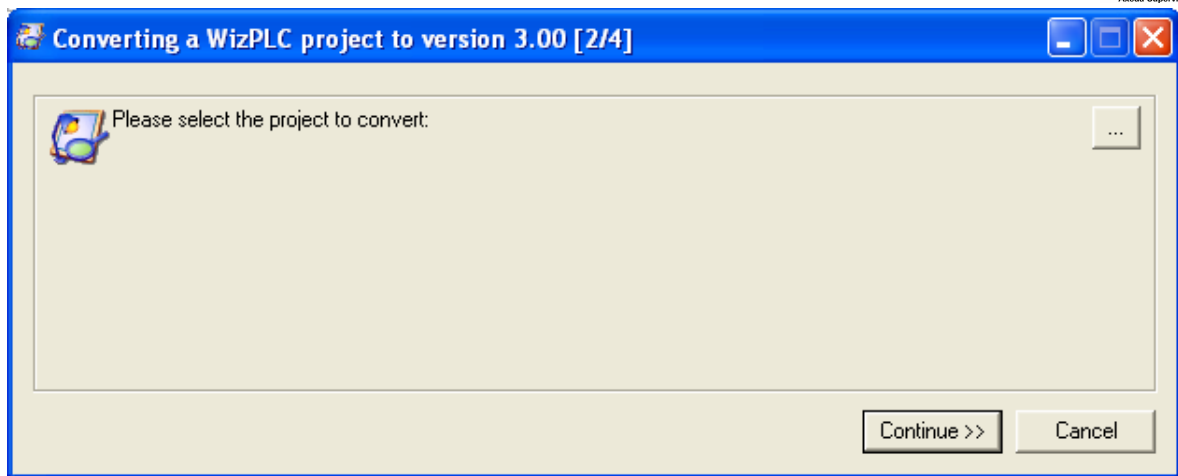 Converting a WizPLC project to version 3.00 [2/4]
Please select the project to convert:
...
Continue >>
Cancel